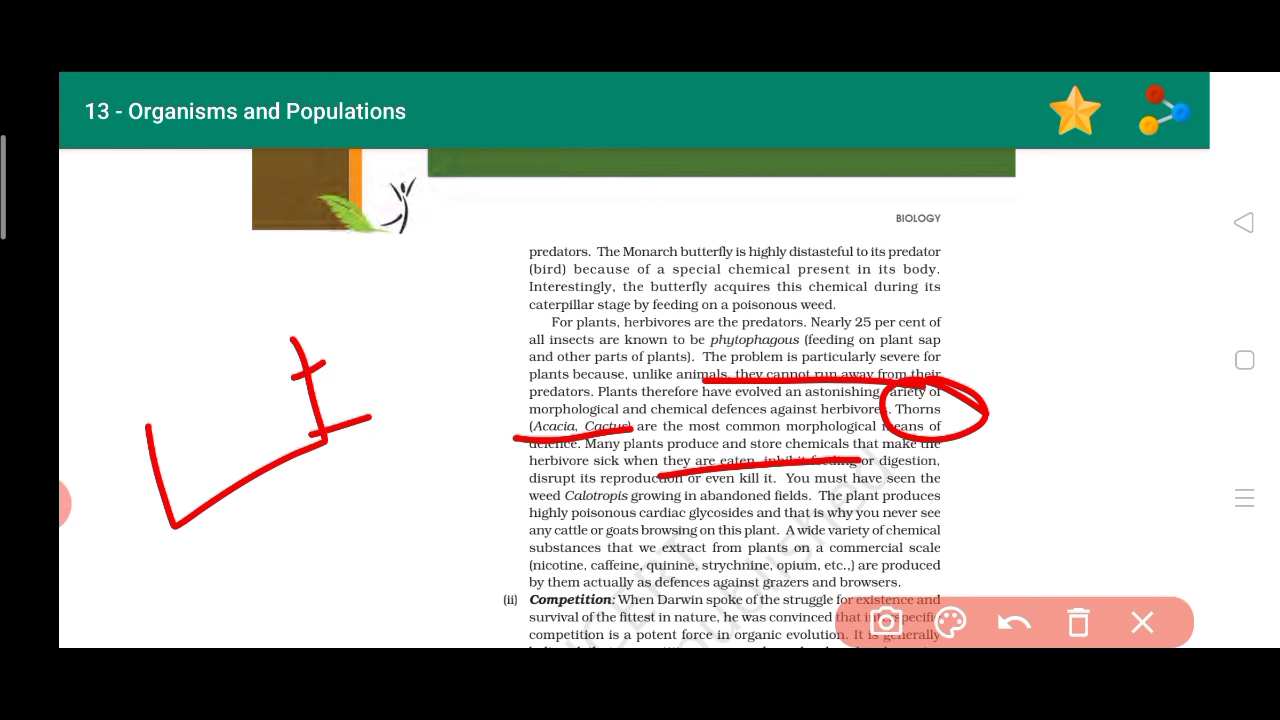 13 - Organisms and Populations
BIOLOGY
predators. The Monarch butterfly is highly distasteful to its predator
(bird) because of a special chemical present in its body.
Interestingly, the butterfly acquires this chemical during its
caterpillar stage by feeding on a poisonous weed.
For plants, herbivores are the predators. Nearly 25 per cent of
all insects are known to be phytophagous (feeding on plant sap
and other parts of plants). The problem is particularly severe for
plants because, unlike animals, they cannot run away from their
predators. Plants therefore have evolved an astonishing variety of
morphological and chemical defences against herbivores. Thorns
(Acacia, Cactus) are the most common morphological means of
defence. Many plants produce and store chemicals that make the
herbivore sick when they are eaten, inhibit feeding or digestion,
disrupt its reproduction or even kill it. You must have seen the
weed Calotropis growing in abandoned fields. The plant produces
highly poisonous cardiac glycosides and that is why you never see
any cattle or goats browsing on this plant. A wide variety of chemical
substances that we extract from plants on a commercial scale
(nicotine, caffeine, quinine, strychnine, opium, etc.,) are produced
by them actually as defences against grazers and browsers.
(ii) Competition: When Darwin spoke of the struggle for existence and
survival of the fittest in nature, he was convinced that interspecific
competition is a potent force in organic evolution. It is generally